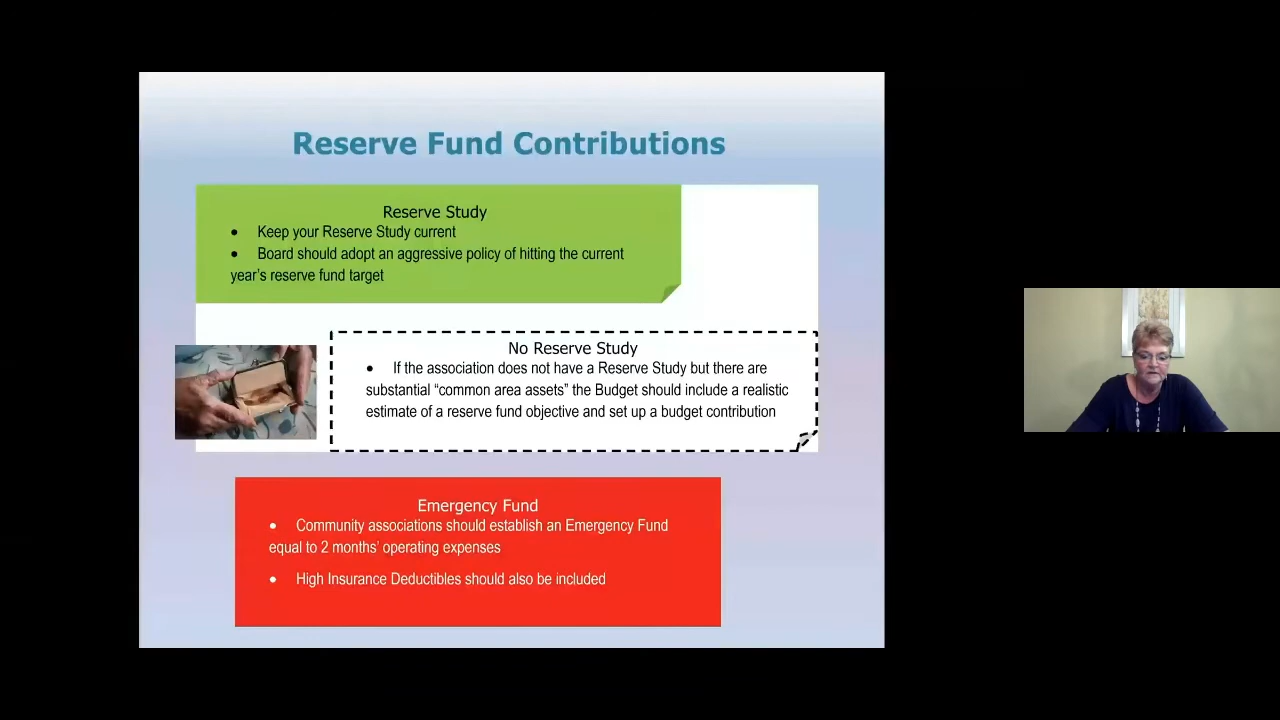 Reserve Fund Contributions
Reserve Study
• Keep your Reserve Study current
• Board should adopt an aggressive policy of hitting the current
year's reserve fund target
No Reserve Study
• If the association does not have a Reserve Study but there are
substantial “common area assets” the Budget should include a realistic
estimate of a reserve fund objective and set up a budget contribution
Emergency Fund
• Community associations should establish an Emergency Fund
equal to 2 months' operating expenses
• High Insurance Deductibles should also be included